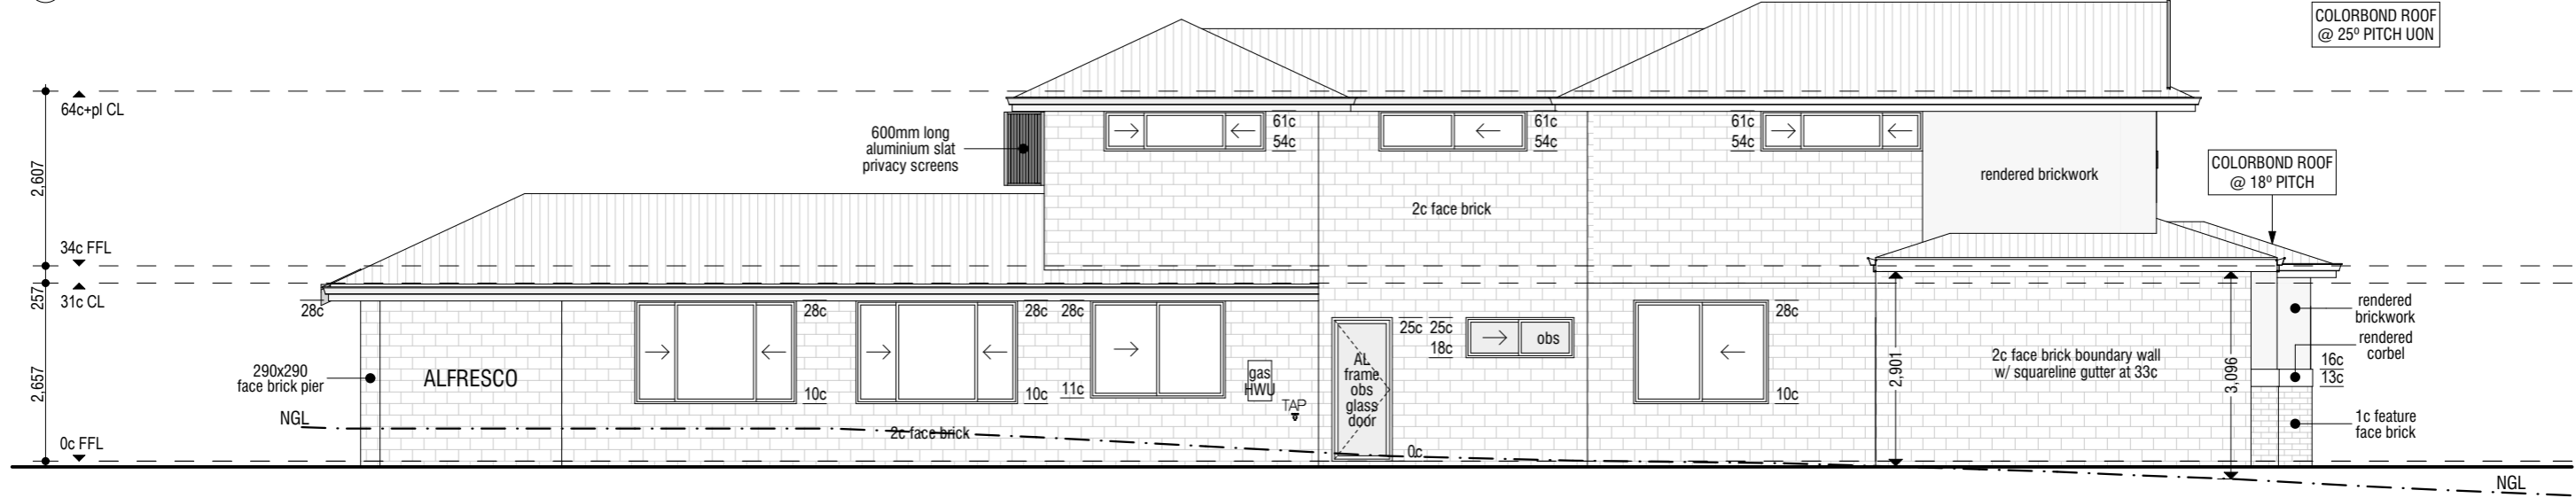 COLORBOND ROOF
@ 25º PITCH UON
64c+pl CL
2,607
34c FFL
257
31c CL
2,657
0c FFL
600mm long
aluminium slat
privacy screens
61c
54c
61c
54c
61c
54c
2c face brick
rendered brickwork
COLORBOND ROOF
@ 18º PITCH
28c
290x290
face brick pier
ALFRESCO
NGL
28c
10c
28c
10c
28c
11c
2c face brick
gas
HWU
TAP
AL
frame
obs
glass
door
25c
0c
25c
18c
obs
28c
10c
2,901
2c face brick boundary wall
w/ squareline gutter at 33c
3,096
rendered
brickwork
rendered
corbel
16c
13c
1c feature
face brick
NGL